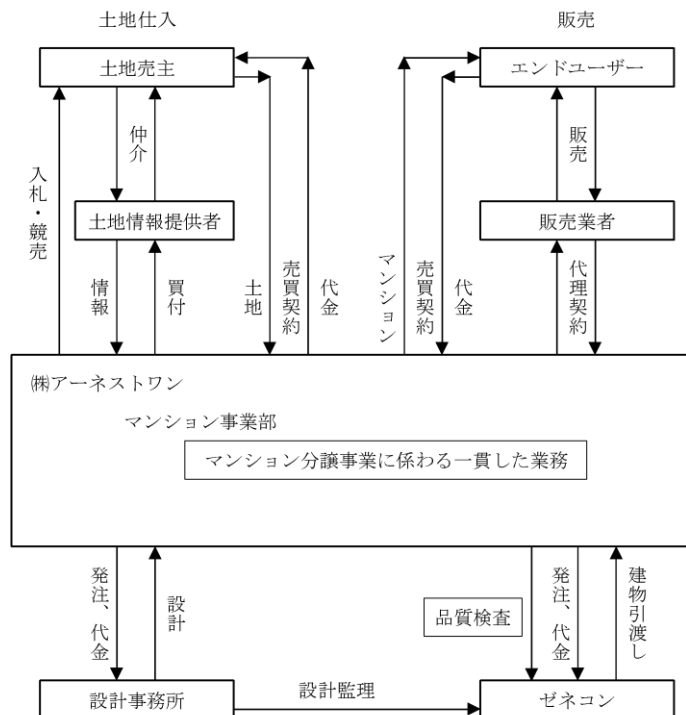 土地仕入
販売
土地売主
エンドユーザー
仲介
販売
入札・競売
土地情報提供者
販売業者
情報
買付
土地
売買契約
代金
マンション
売買契約
代金
代理契約
㈱アーネストワン
マンション事業部
マンション分譲事業に係わる一貫した業務
発注、代金
設計
品質検査
発注、代金
建物引渡し
設計事務所
設計監理
ゼネコン